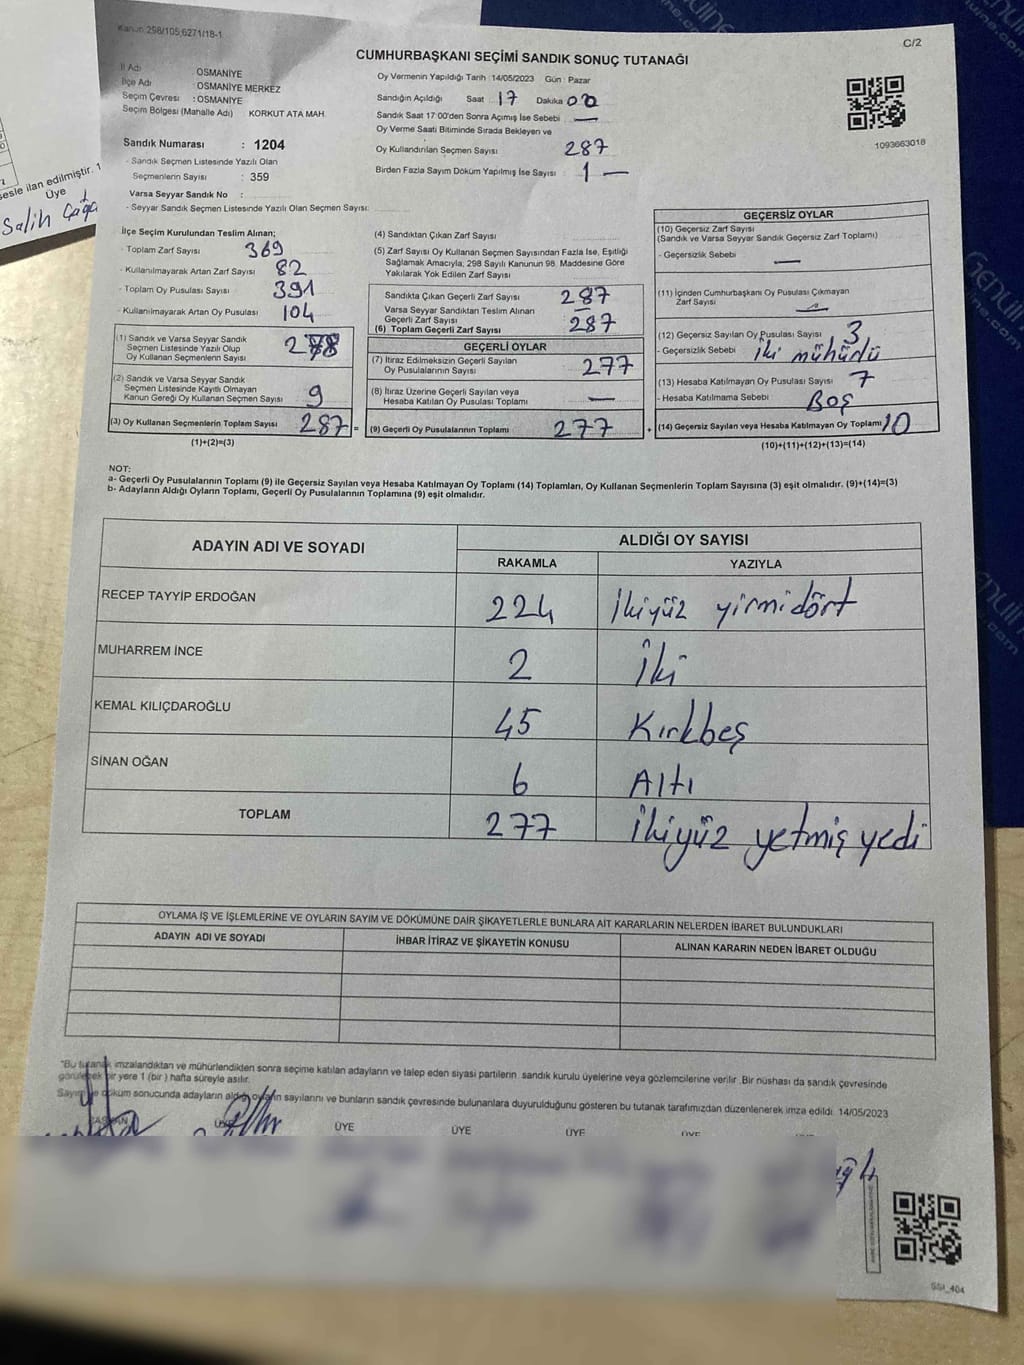 Kanun:298/105,6271/18-1
C/2
CUMHURBAŞKANI SEÇİMİ SANDIK SONUÇ TUTANAĞI
İl Adı OSMANİYE
İlçe Adı : OSMANİYE MERKEZ
Seçim Çevresi : OSMANİYE
Seçim Bölgesi (Mahalle Adı) KORKUT ATA MAH.
Oy Vermenin Yapıldığı Tarih : 14/05/2023 Gün : Pazar
Sandığın Açıldığı Saat 17 Dakika 00
Sandık Saat 17:00'den Sonra Açımış İse Sebebi —
Oy Verme Saati Bitiminde Sırada Bekleyen ve
Oy Kullandırılan Seçmen Sayısı 287
Birden Fazla Sayım Döküm Yapılmış İse Sayısı 1 —
1093663018
Sandık Numarası : 1204
- Sandık Seçmen Listesinde Yazılı Olan
Seçmenlerin Sayısı : 359
Varsa Seyyar Sandık No :
- Seyyar Sandık Seçmen Listesinde Yazılı Olan Seçmen Sayısı:
İlçe Seçim Kurulundan Teslim Alınan;
- Toplam Zarf Sayısı 369
- Kullanılmayarak Artan Zarf Sayısı 82
- Toplam Oy Pusulası Sayısı 391
- Kullanılmayarak Artan Oy Pusulası 104
(1) Sandık ve Varsa Seyyar Sandık
Seçmen Listesinde Yazılı Olup
Oy Kullanan Seçmenlerin Sayısı 278
(2) Sandık ve Varsa Seyyar Sandık
Seçmen Listesinde Kayıtlı Olmayan
Kanun Gereği Oy Kullanan Seçmen Sayısı 9
(3) Oy Kullanan Seçmenlerin Toplam Sayısı 287 =
(1)+(2)=(3)
(4) Sandıktan Çıkan Zarf Sayısı
(5) Zarf Sayısı Oy Kullanan Seçmen Sayısından Fazla İse, Eşitliği
Sağlamak Amacıyla, 298 Sayılı Kanunun 98. Maddesine Göre
Yakılarak Yok Edilen Zarf Sayısı
Sandıkta Çıkan Geçerli Zarf Sayısı 287
Varsa Seyyar Sandıktan Teslim Alınan
Geçerli Zarf Sayısı —
(6) Toplam Geçerli Zarf Sayısı 287
GEÇERLİ OYLAR
(7) İtiraz Edilmeksizin Geçerli Sayılan
Oy Pusulalarının Sayısı 277
(8) İtiraz Üzerine Geçerli Sayılan veya
Hesaba Katılan Oy Pusulası Toplamı —
(9) Geçerli Oy Pusulalarının Toplamı 277 +
GEÇERSİZ OYLAR
(10) Geçersiz Zarf Sayısı
(Sandık ve Varsa Seyyar Sandık Geçersiz Zarf Toplamı)
- Geçersizlik Sebebi —
(11) İçinden Cumhurbaşkanı Oy Pusulası Çıkmayan
Zarf Sayısı —
(12) Geçersiz Sayılan Oy Pusulası Sayısı 3
- Geçersizlik Sebebi iki mühürlü
(13) Hesaba Katılmayan Oy Pusulası Sayısı 7
- Hesaba Katılmama Sebebi Boş
(14) Geçersiz Sayılan veya Hesaba Katılmayan Oy Toplamı 10
(10)+(11)+(12)+(13)=(14)
NOT:
a- Geçerli Oy Pusulalarının Toplamı (9) ile Geçersiz Sayılan veya Hesaba Katılmayan Oy Toplamı (14) Toplamları, Oy Kullanan Seçmenlerin Toplam Sayısına (3) eşit olmalıdır. (9)+(14)=(3)
b- Adayların Aldığı Oyların Toplamı, Geçerli Oy Pusulalarının Toplamına (9) eşit olmalıdır.
ADAYIN ADI VE SOYADI
ALDIĞI OY SAYISI
RAKAMLA YAZIYLA
RECEP TAYYİP ERDOĞAN 224 İkiyüz yirmidört
MUHARREM İNCE 2 İki
KEMAL KILIÇDAROĞLU 45 Kırkbeş
SİNAN OĞAN 6 Altı
TOPLAM 277 İkiyüz yetmiş yedi
OYLAMA İŞ VE İŞLEMLERİNE VE OYLARIN SAYIM VE DÖKÜMÜNE DAİR ŞİKAYETLERLE BUNLARA AİT KARARLARIN NELERDEN İBARET BULUNDUKLARI
ADAYIN ADI VE SOYADI İHBAR İTİRAZ VE ŞİKAYETİN KONUSU ALINAN KARARIN NEDEN İBARET OLDUĞU
"Bu tutanak imzalandıktan ve mühürlendikden sonra seçime katılan adayların ve talep eden siyasi partilerin sandık kurulu üyelerine veya gözlemcilerine verilir. Bir nüshası da sandık çevresinde
görülecek bir yere 1 (bir) hafta süreyle asılır.
Sayım ve döküm sonucunda adayların aldığı oyların sayılarını ve bunların sandık çevresinde bulunanlara duyurulduğunu gösteren bu tutanak tarafımızdan düzenlenerek imza edildi. 14/05/2023
BAŞKAN ÜYE ÜYE ÜYE ÜYE
SSI_404
sesle ilan edilmiştir. 1
Üye
Salih
Genuine